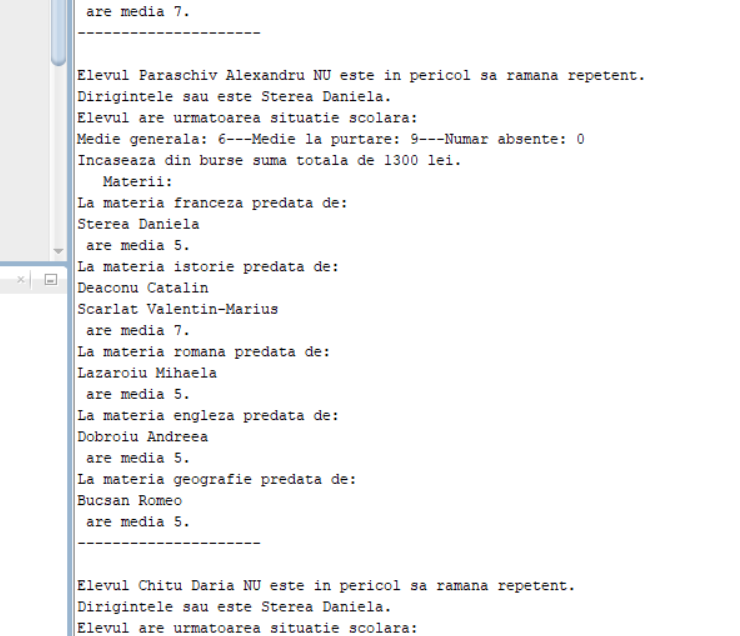 are media 7.
---------------------
Elevul Paraschiv Alexandru NU este in pericol sa ramana repetent.
Dirigintele sau este Sterea Daniela.
Elevul are urmatoarea situatie scolara:
Medie generala: 6---Medie la purtare: 9---Numar absente: 0
Incaseaza din burse suma totala de 1300 lei.
Materii:
La materia franceza predata de:
Sterea Daniela
are media 5.
La materia istorie predata de:
Deaconu Catalin
Scarlat Valentin-Marius
are media 7.
La materia romana predata de:
Lazaroiu Mihaela
are media 5.
La materia engleza predata de:
Dobroiu Andreea
are media 5.
La materia geografie predata de:
Bucsan Romeo
are media 5.
---------------------
Elevul Chitu Daria NU este in pericol sa ramana repetent.
Dirigintele sau este Sterea Daniela.
Elevul are urmatoarea situatie scolara: